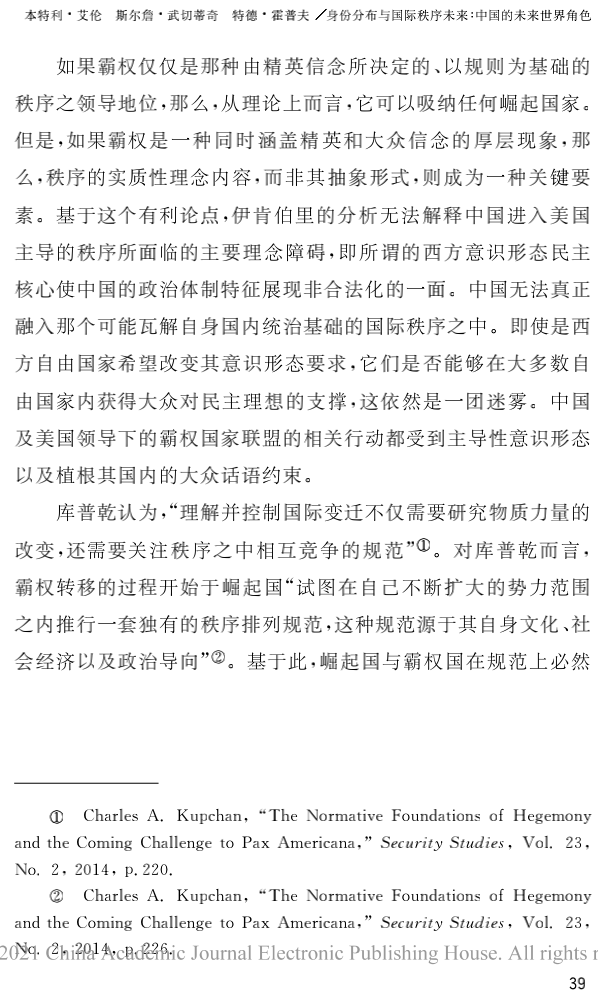 本特利·艾伦　斯尔詹·武切蒂奇　特德·霍普夫／身份分布与国际秩序未来:中国的未来世界角色
如果霸权仅仅是那种由精英信念所决定的、以规则为基础的
秩序之领导地位,那么,从理论上而言,它可以吸纳任何崛起国家。
但是,如果霸权是一种同时涵盖精英和大众信念的厚层现象,那
么,秩序的实质性理念内容,而非其抽象形式,则成为一种关键要
素。基于这个有利论点,伊肯伯里的分析无法解释中国进入美国
主导的秩序所面临的主要理念障碍,即所谓的西方意识形态民主
核心使中国的政治体制特征展现非合法化的一面。中国无法真正
融入那个可能瓦解自身国内统治基础的国际秩序之中。即使是西
方自由国家希望改变其意识形态要求,它们是否能够在大多数自
由国家内获得大众对民主理想的支撑,这依然是一团迷雾。中国
及美国领导下的霸权国家联盟的相关行动都受到主导性意识形态
以及植根其国内的大众话语约束。
库普乾认为,“理解并控制国际变迁不仅需要研究物质力量的
改变,还需要关注秩序之中相互竞争的规范”①。对库普乾而言,
霸权转移的过程开始于崛起国“试图在自己不断扩大的势力范围
之内推行一套独有的秩序排列规范,这种规范源于其自身文化、社
会经济以及政治导向”②。基于此,崛起国与霸权国在规范上必然
① Charles A. Kupchan, “The Normative Foundations of Hegemony
and the Coming Challenge to Pax Americana,” Security Studies, Vol. 23,
No. 2, 2014, p. 220.
② Charles A. Kupchan, “The Normative Foundations of Hegemony
and the Coming Challenge to Pax Americana,” Security Studies, Vol. 23,
No. 2, 2014, p. 226.
2021 China Academic Journal Electronic Publishing House. All rights r
39